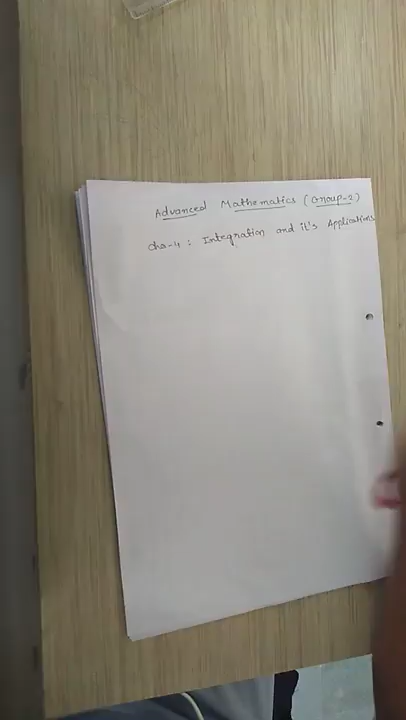 Advanced Mathematics (Group-2)
cha-4 : Integration and it's Applications